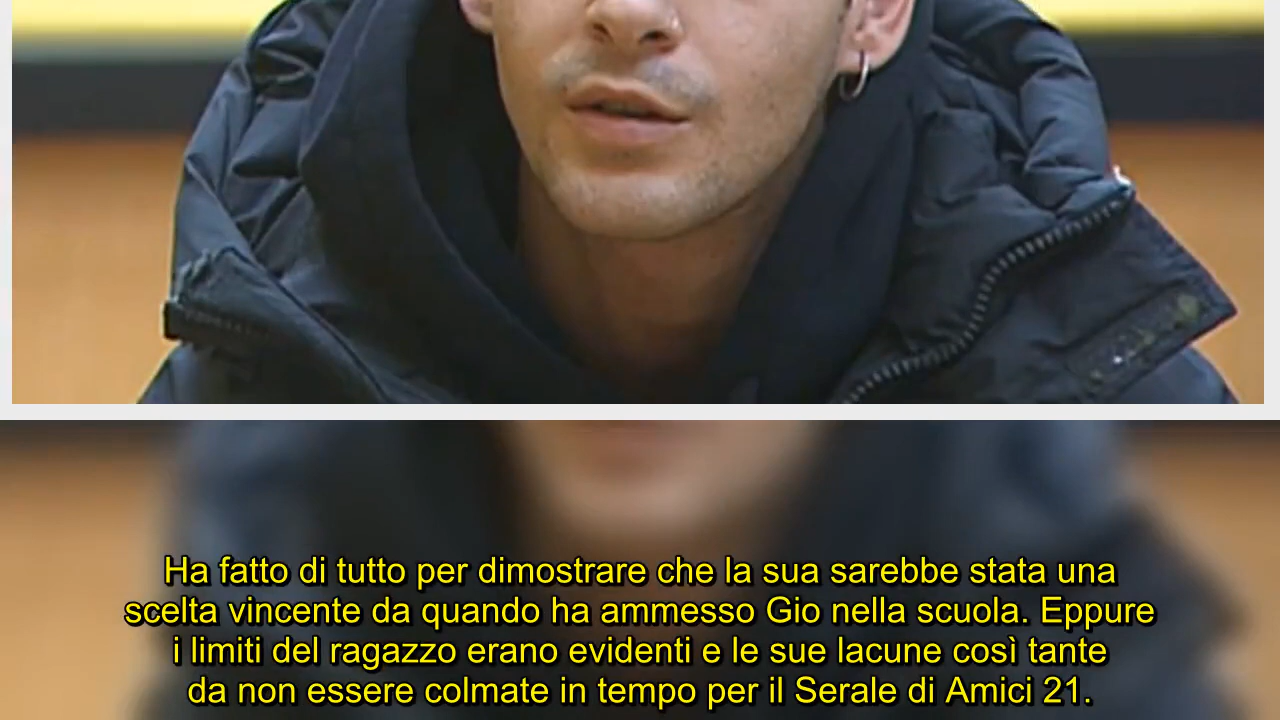 Ha fatto di tutto per dimostrare che la sua sarebbe stata una
scelta vincente da quando ha ammesso Gio nella scuola. Eppure
i limiti del ragazzo erano evidenti e le sue lacune così tante
da non essere colmate in tempo per il Serale di Amici 21.